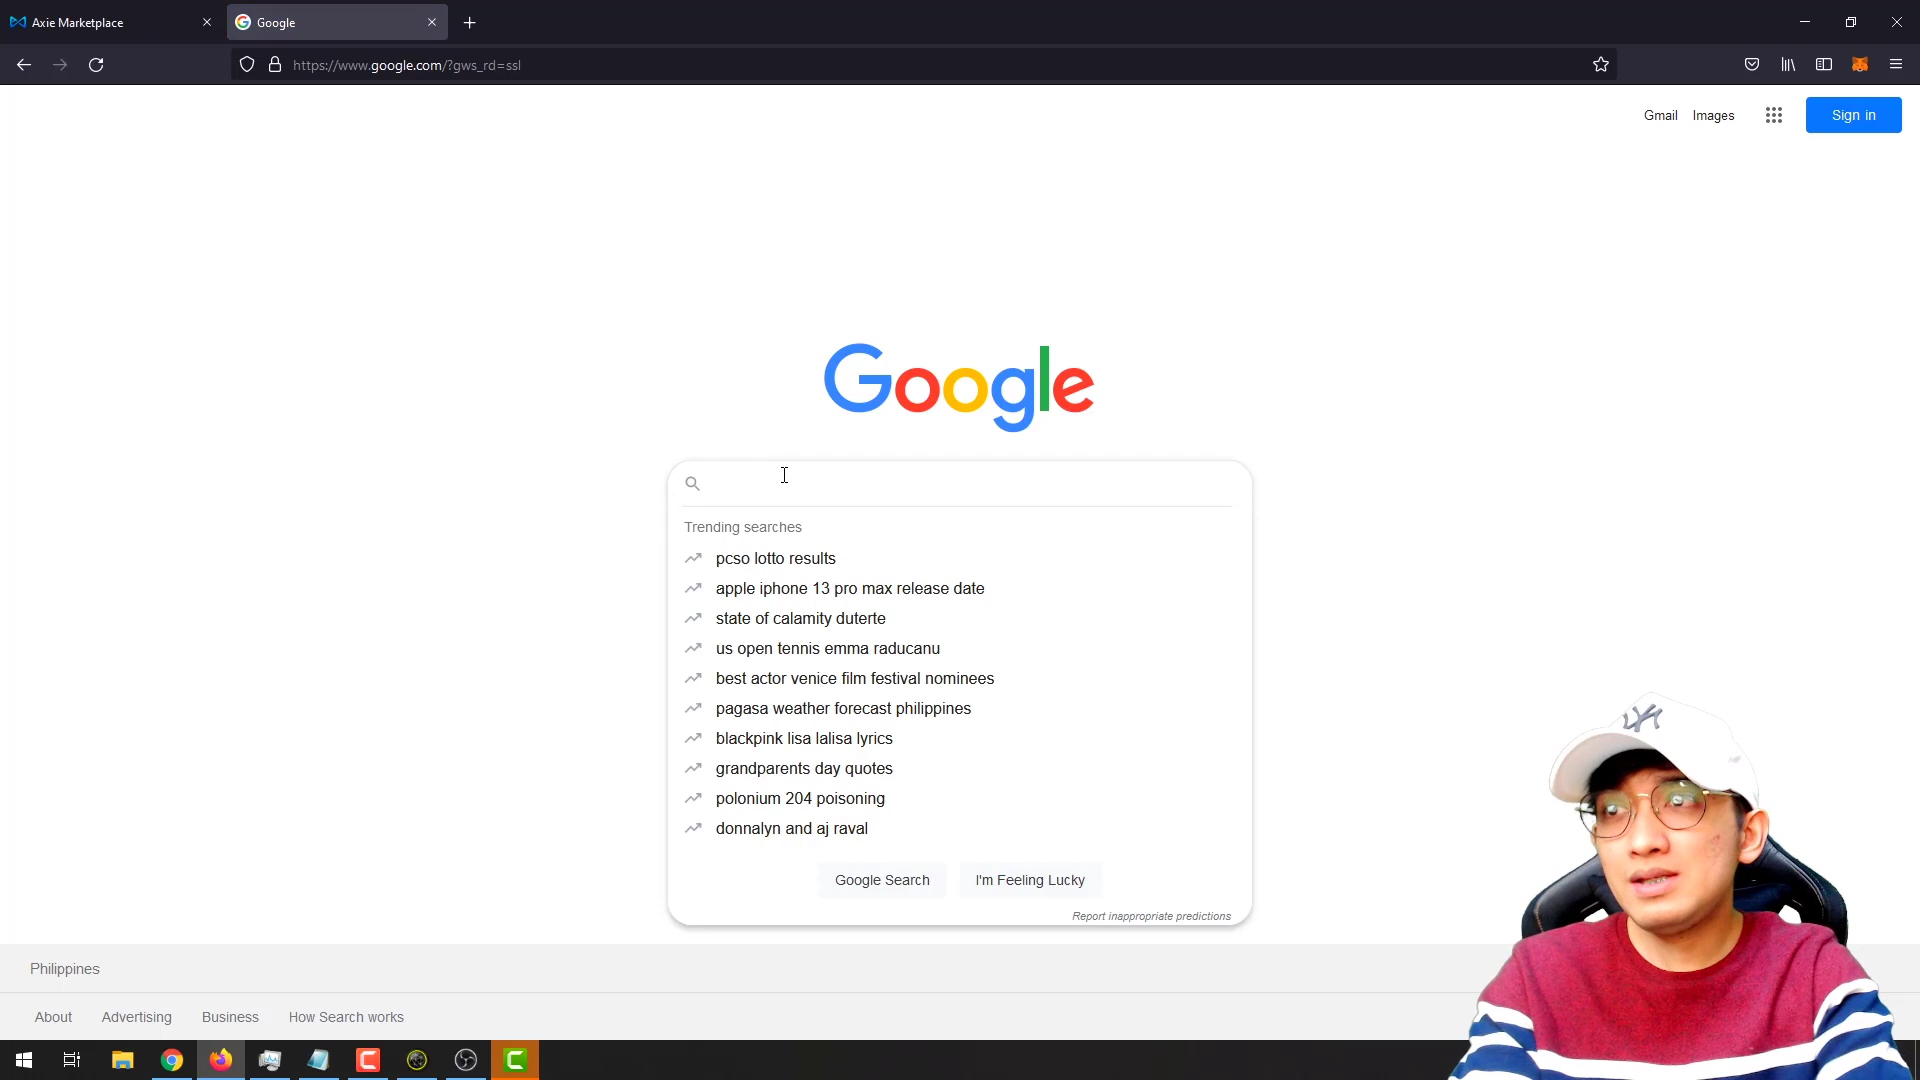 Axie Marketplace
Google
https://www.google.com/?gws_rd=ssl
Gmail Images Sign in
Google
Trending searches
pcso lotto results
apple iphone 13 pro max release date
state of calamity duterte
us open tennis emma raducanu
best actor venice film festival nominees
pagasa weather forecast philippines
blackpink lisa lalisa lyrics
grandparents day quotes
polonium 204 poisoning
donnalyn and aj raval
Google Search I'm Feeling Lucky
Report inappropriate predictions
Philippines
About Advertising Business How Search works